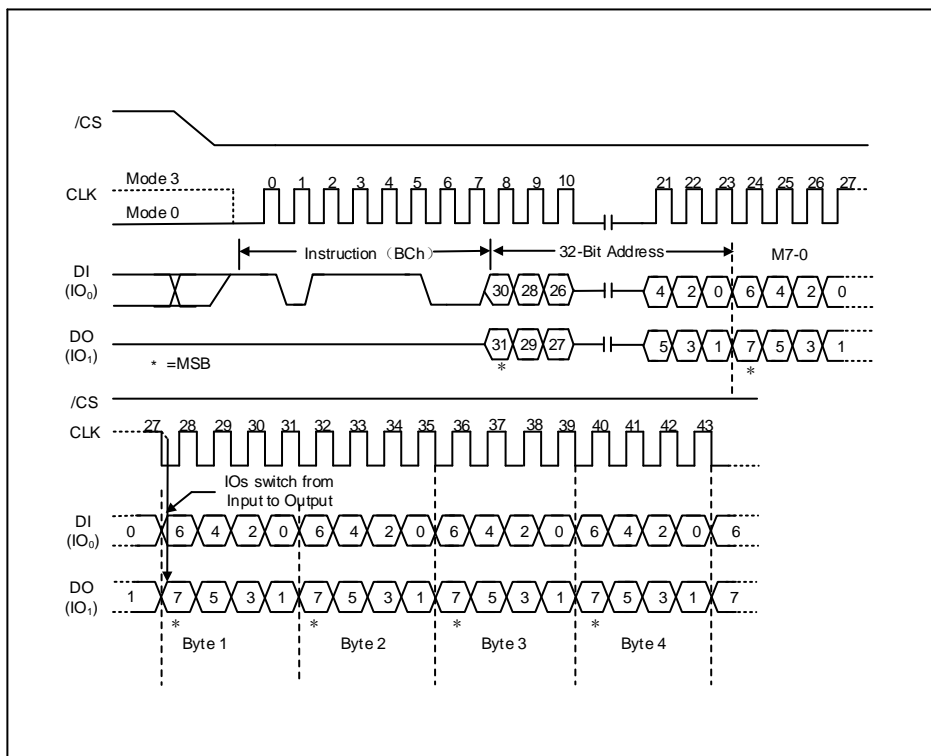 /CS
Mode 3
CLK
Mode 0
0 1 2 3 4 5 6 7 8 9 10 21 22 23 24 25 26 27
Instruction（BCh） 32-Bit Address M7-0
DI
(IO₀)
30 28 26 4 2 0 6 4 2 0
DO
(IO₁)
31 29 27 5 3 1 7 5 3 1
* =MSB * *
/CS
CLK
27 28 29 30 31 32 33 34 35 36 37 38 39 40 41 42 43
IOs switch from
Input to Output
DI
(IO₀)
0 6 4 2 0 6 4 2 0 6 4 2 0 6 4 2 0 6
DO
(IO₁)
1 7 5 3 1 7 5 3 1 7 5 3 1 7 5 3 1 7
* * * *
Byte 1 Byte 2 Byte 3 Byte 4